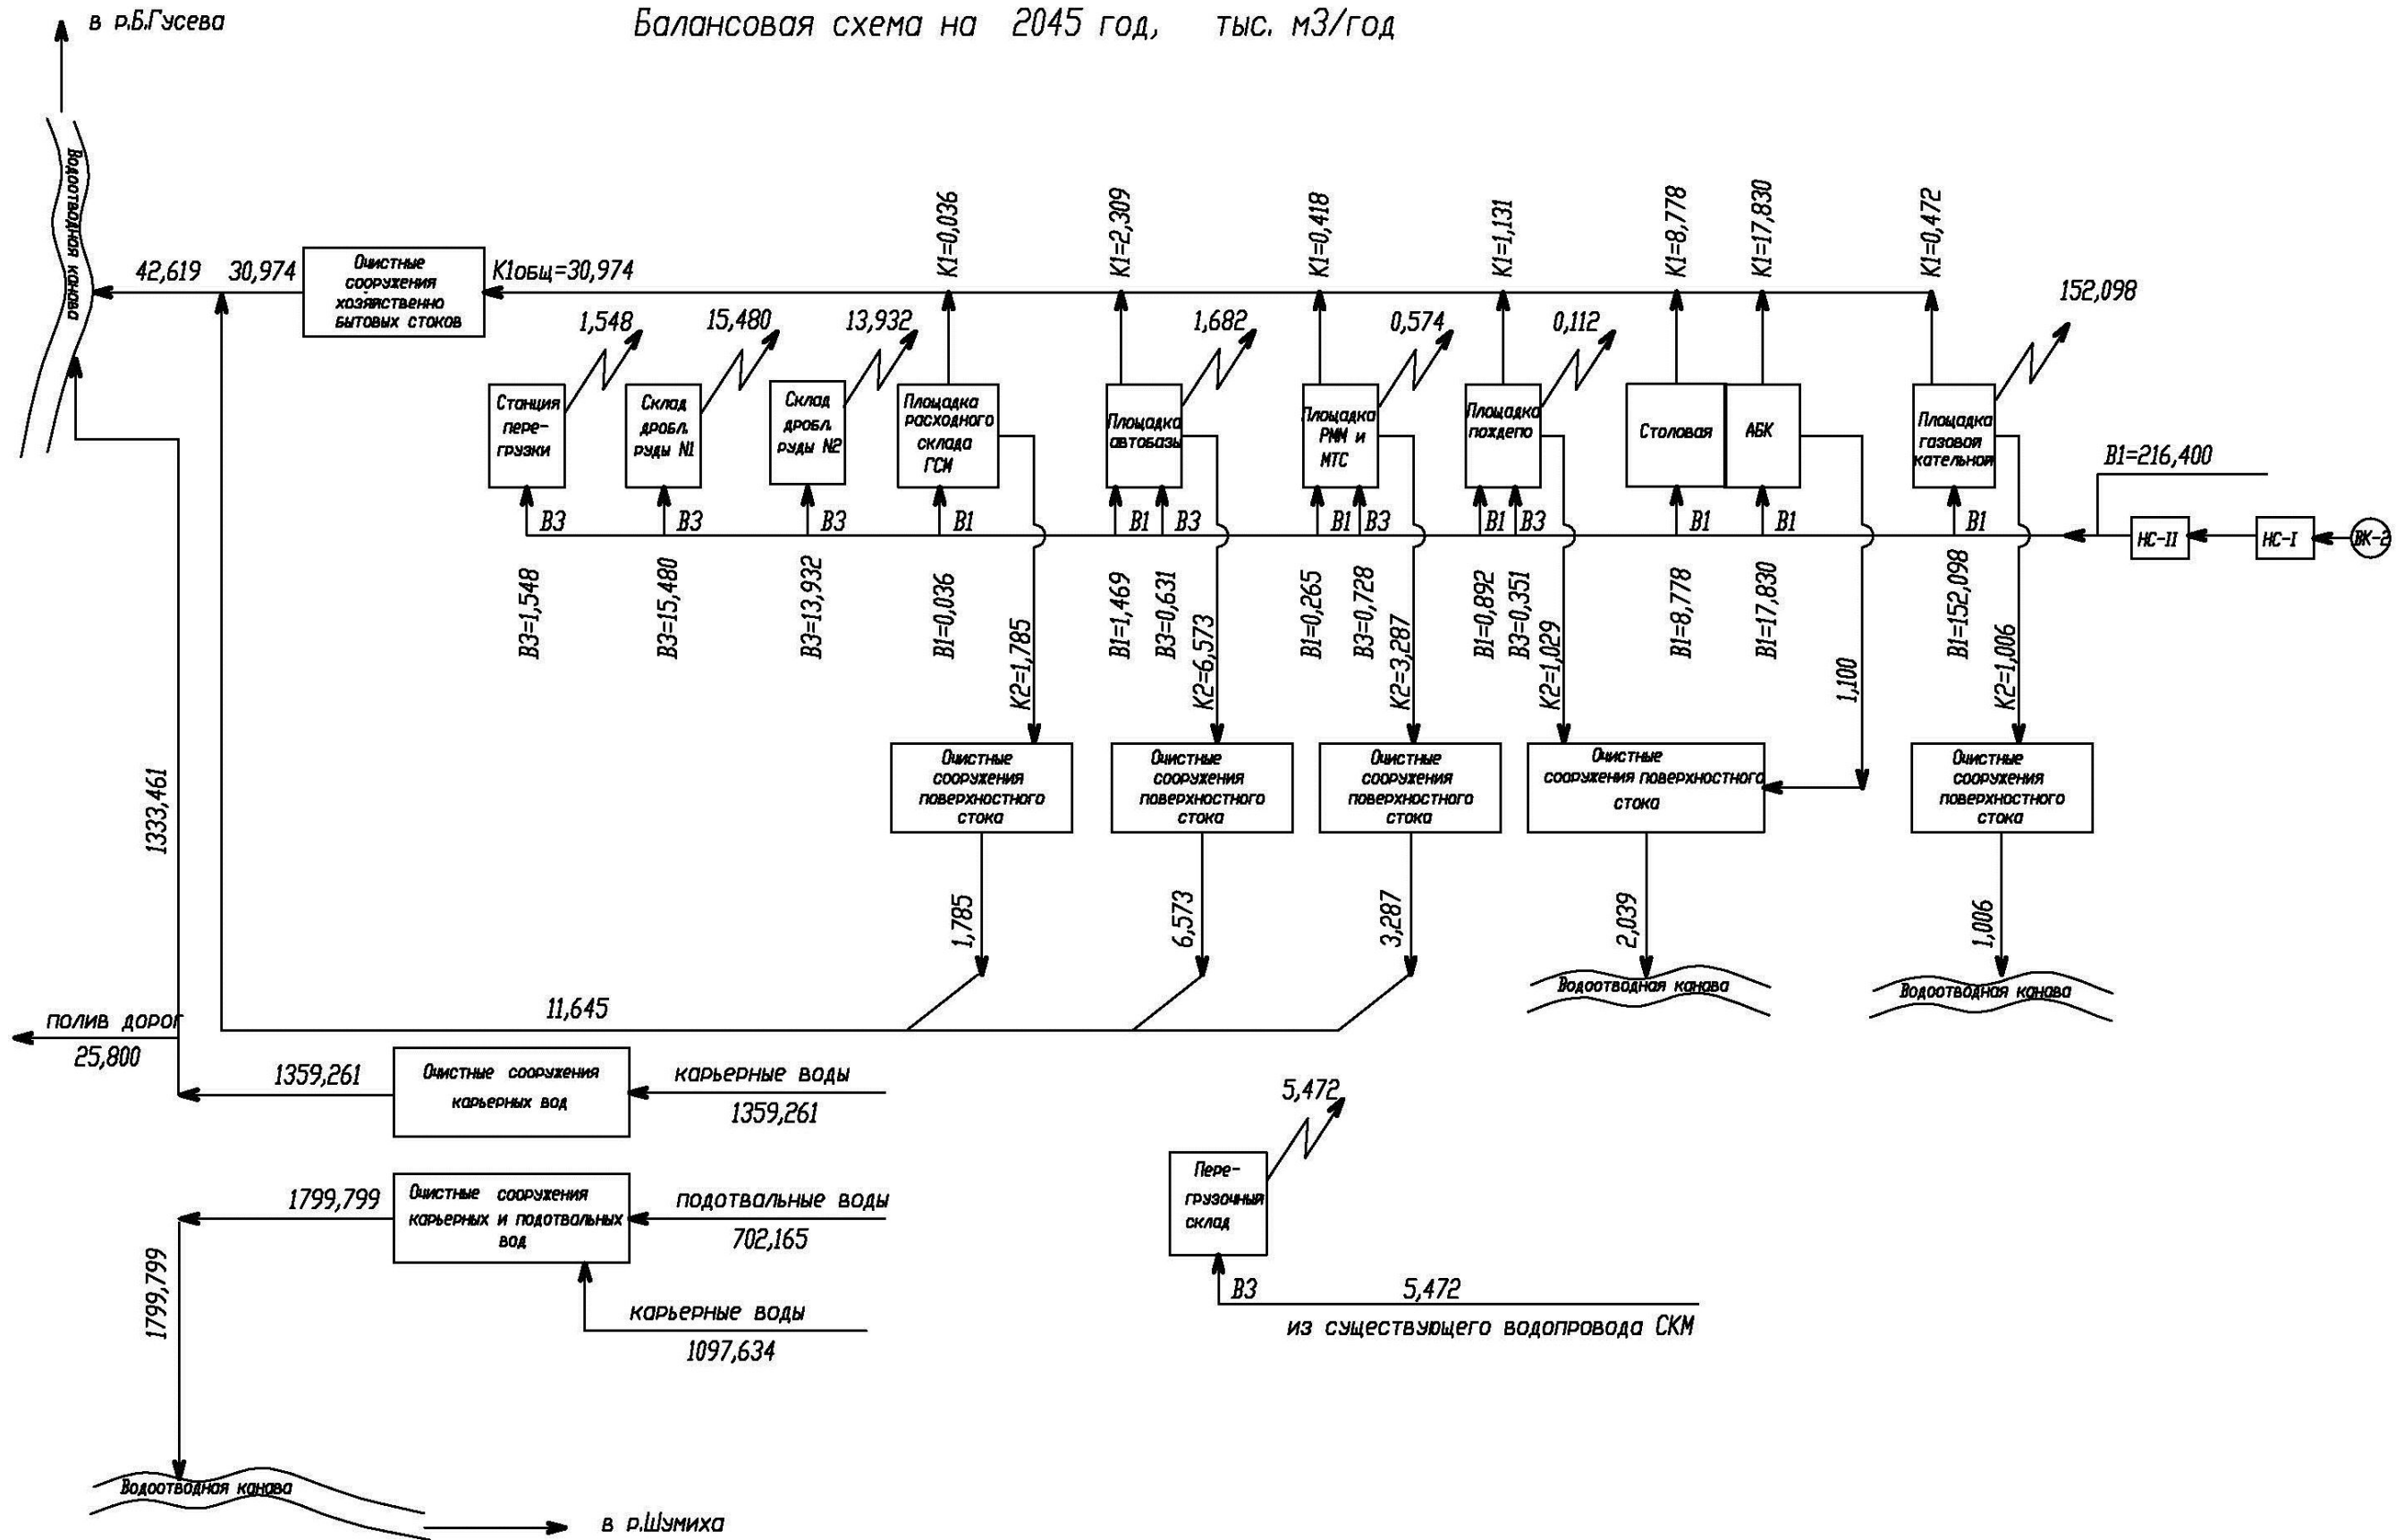 Балансовая схема на 2045 год, тыс. м3/год
в р.Б.Гусева
Водоотводная канава
42,619
30,974
Очистные
сооружения
хозяйственно
бытовых стоков
К1общ=30,974
К1=0,036
К1=2,309
К1=0,418
К1=1,131
К1=8,778
К1=17,830
К1=0,472
1,548
15,480
13,932
1,682
0,574
0,112
152,098
Станция
пере-
грузки
Склад
дробл.
руды N1
Склад
дробл.
руды N2
Площадка
расходного
склада
ГСМ
Площадка
автобазы
Площадка
РММ и
МТС
Площадка
пождепо
Столовая
АБК
Площадка
газовой
кательной
В1=216,400
В3
В3
В3
В1
В1
В3
В1
В3
В1
В3
В1
В1
В1
НС-II
НС-I
ВК-2
В3=1,548
В3=15,480
В3=13,932
В1=0,036
К2=1,785
В1=1,469
В3=0,631
К2=6,573
В1=0,265
В3=0,728
К2=3,287
В1=0,892
В3=0,351
К2=1,029
В1=8,778
В1=17,830
1,100
В1=152,098
К2=1,006
Очистные
сооружения
поверхностного
стока
Очистные
сооружения
поверхностного
стока
Очистные
сооружения
поверхностного
стока
Очистные
сооружения поверхностного
стока
Очистные
сооружения
поверхностного
стока
1333,461
1,785
6,573
3,287
2,039
1,006
Водоотводная канава
Водоотводная канава
11,645
полив дорог
25,800
1359,261
Очистные сооружения
карьерных вод
карьерные воды
1359,261
1799,799
Очистные сооружения
карьерных и подотвальных
вод
подотвальные воды
702,165
карьерные воды
1097,634
1799,799
5,472
Пере-
грузочный
склад
В3
5,472
из существующего водопровода СКМ
Водоотводная канава
в р.Шумиха